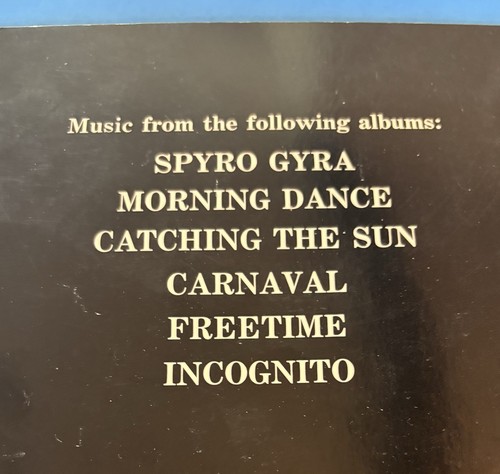 Music from the following albums:
SPYRO GYRA
MORNING DANCE
CATCHING THE SUN
CARNAVAL
FREETIME
INCOGNITO